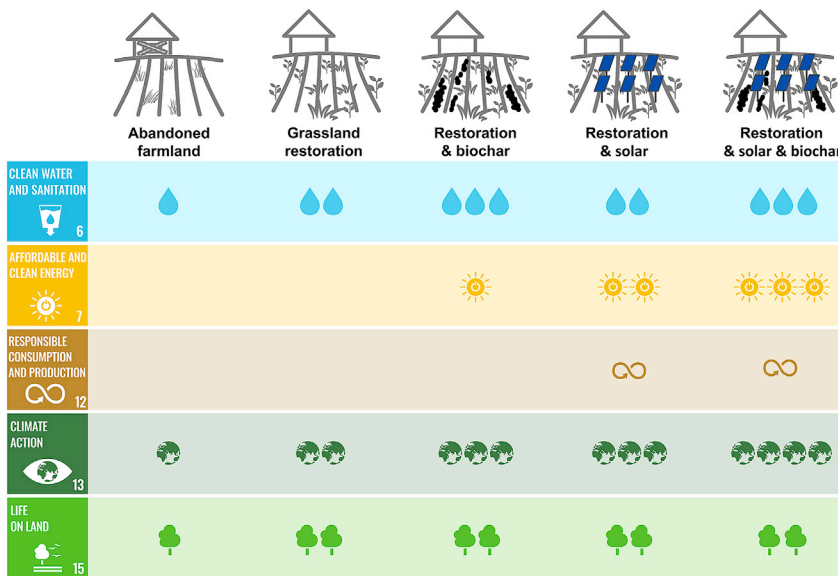 Abandoned
farmland
Grassland
restoration
Restoration
& biochar
Restoration
& solar
Restoration
& solar & biochar
CLEAN WATER
AND SANITATION
6
AFFORDABLE AND
CLEAN ENERGY
7
RESPONSIBLE
CONSUMPTION
AND PRODUCTION
12
CLIMATE
ACTION
13
LIFE
ON LAND
15